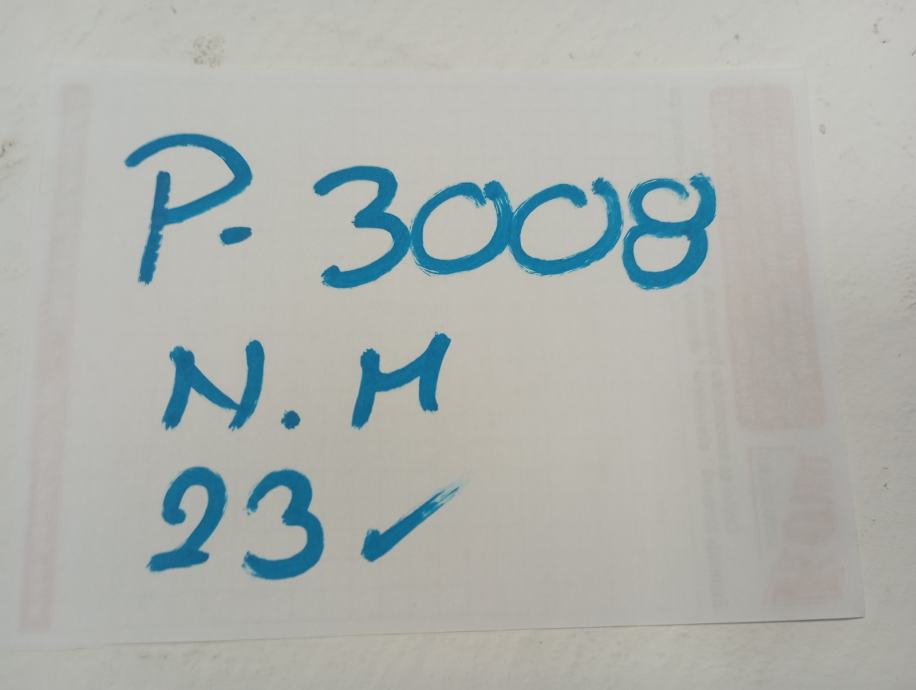 P. 3008
N. M
23 ✓